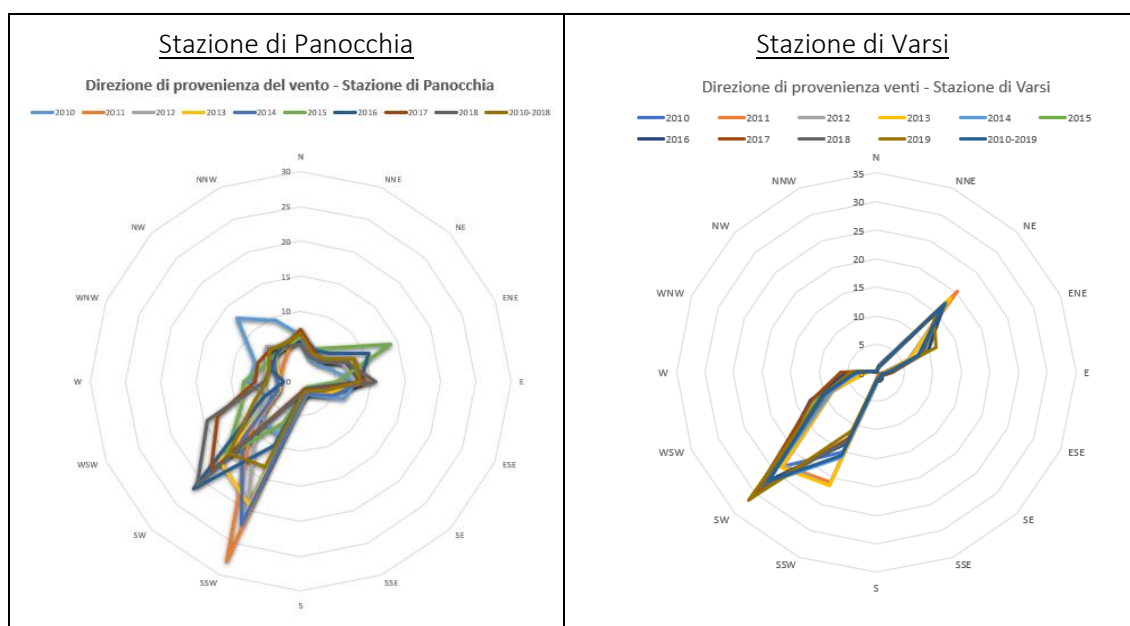 Stazione di Panocchia
Direzione di provenienza del vento - Stazione di Panocchia
2010 2011 2012 2013 2014 2015 2016 2017 2018 2010-2018
N
NNE
NE
ENE
E
ESE
SE
SSE
S
SSW
SW
WSW
W
WNW
NW
NNW
30
25
20
15
10
5
0
Stazione di Varsi
Direzione di provenienza venti - Stazione di Varsi
2010 2011 2012 2013 2014 2015
2016 2017 2018 2019 2010-2019
N
NNE
NE
ENE
E
ESE
SE
SSE
S
SSW
SW
WSW
W
WNW
NW
NNW
35
30
25
20
15
10
5
0